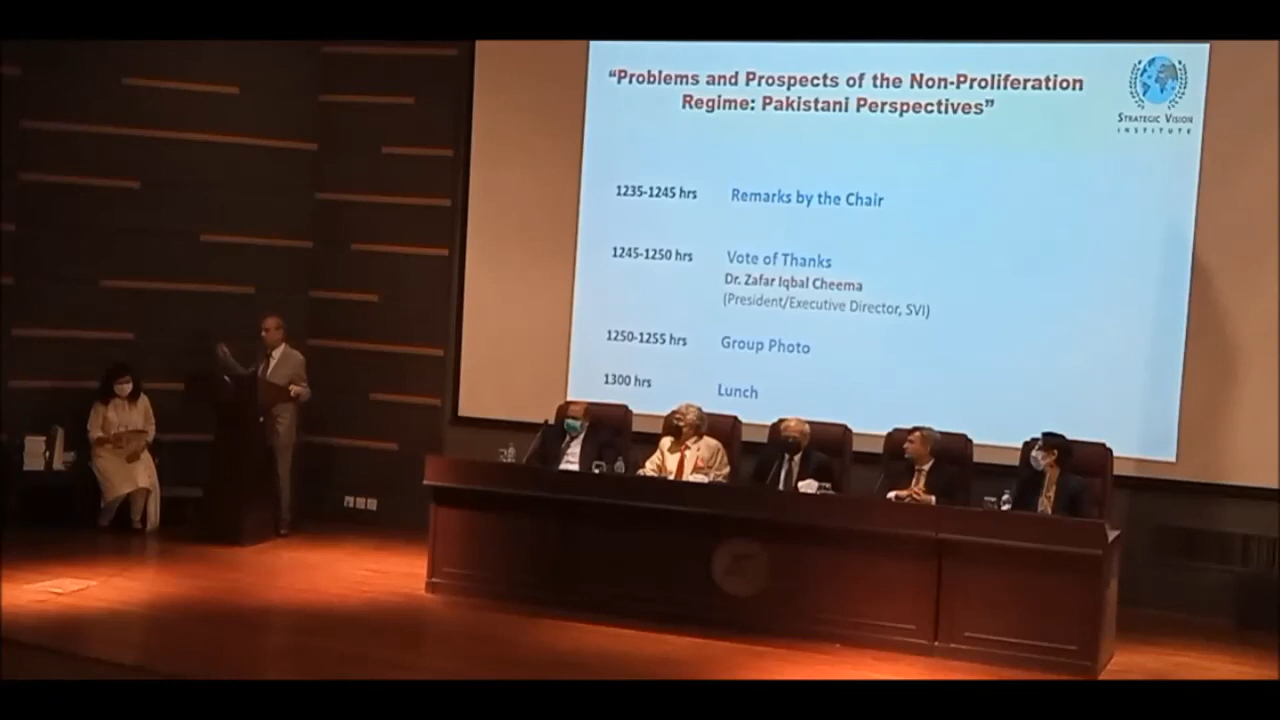 “Problems and Prospects of the Non-Proliferation
Regime: Pakistani Perspectives”
STRATEGIC VISION
INSTITUTE
1235-1245 hrs Remarks by the Chair
1245-1250 hrs Vote of Thanks
Dr. Zafar Iqbal Cheema
(President/Executive Director, SVI)
1250-1255 hrs Group Photo
1300 hrs Lunch